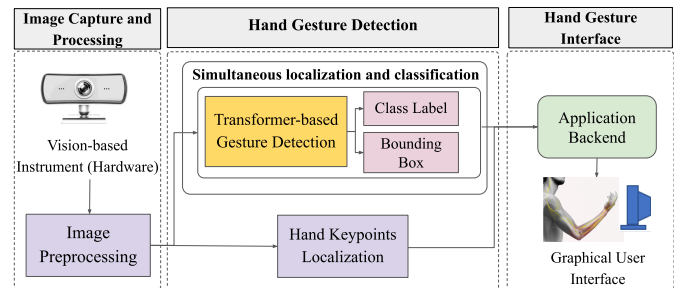 Image Capture and
Processing
Hand Gesture Detection
Hand Gesture
Interface
Simultaneous localization and classification
Transformer-based
Gesture Detection
Class Label
Bounding
Box
Vision-based
Instrument (Hardware)
Image
Preprocessing
Hand Keypoints
Localization
Application
Backend
Graphical User
Interface